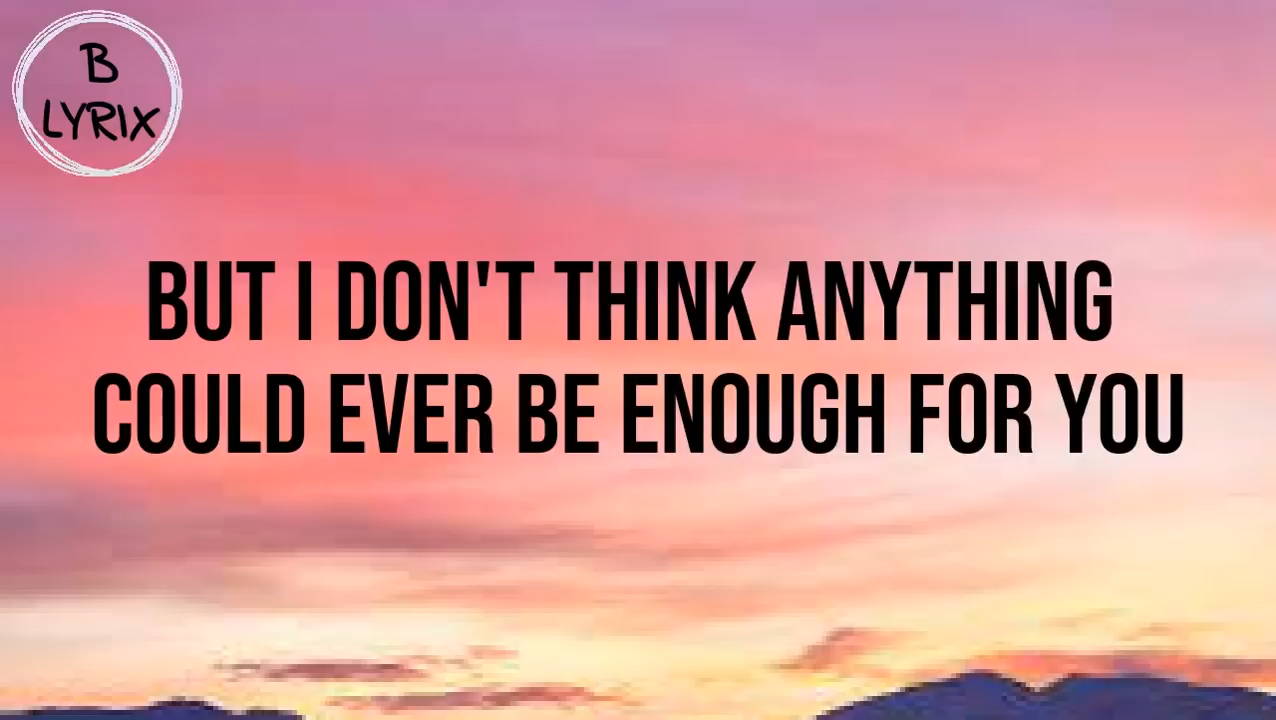 B
LYRIX
BUT I DON'T THINK ANYTHING
COULD EVER BE ENOUGH FOR YOU